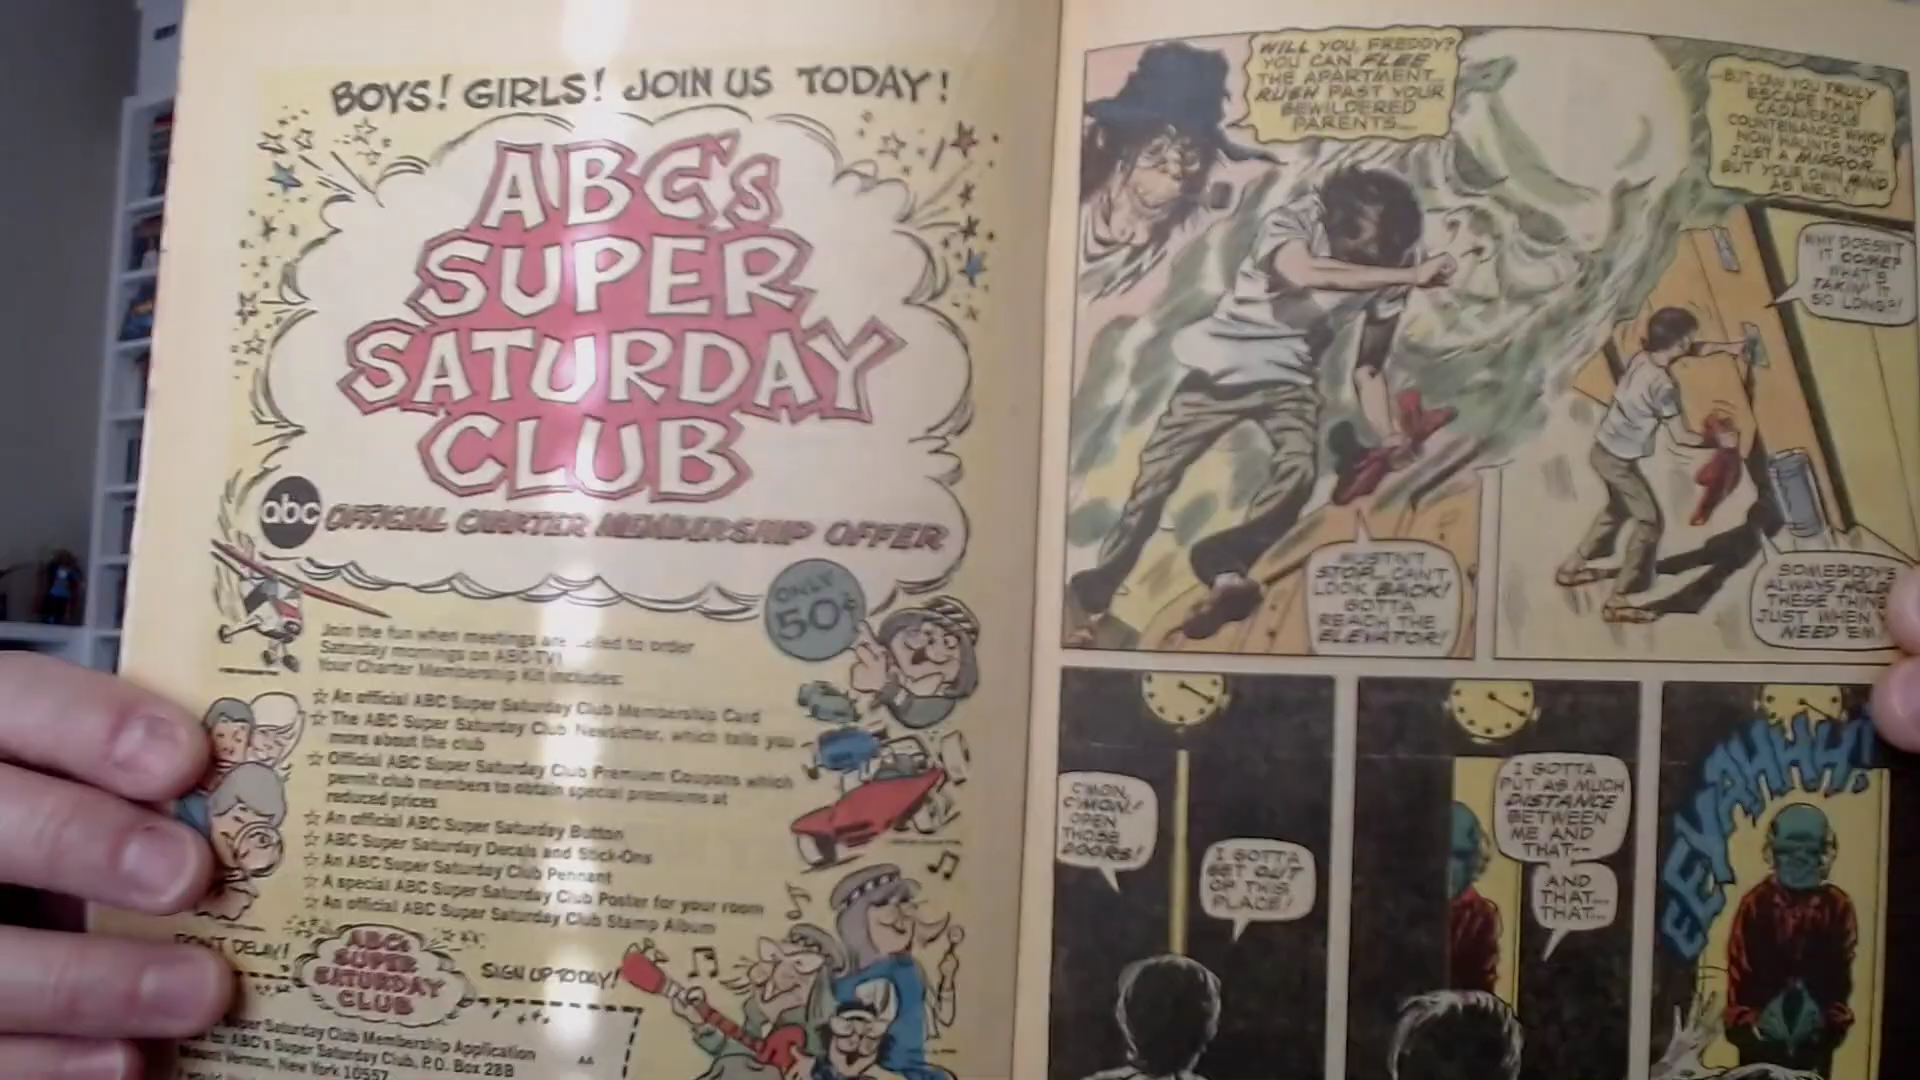 BOYS! GIRLS! JOIN US TODAY!
ABC's
SUPER
SATURDAY
CLUB
abc OFFICIAL CHARTER MEMBERSHIP OFFER
ONLY
50¢
Join the fun when meetings are called to order
Saturday mornings on ABC-TV!
Your Charter Membership Kit includes:
☆ An official ABC Super Saturday Club Membership Card
☆ The ABC Super Saturday Club Newsletter, which tells you
more about the club
☆ Official ABC Super Saturday Club Premium Coupons which
permit club members to obtain special premiums at
reduced prices
☆ An official ABC Super Saturday Button
☆ ABC Super Saturday Decals and Stick-Ons
☆ An ABC Super Saturday Club Pennant
☆ A special ABC Super Saturday Club Poster for your room
☆ An official ABC Super Saturday Club Stamp Album
DON'T DELAY!
ABC's
SUPER
SATURDAY
CLUB
SIGN UP TODAY!
Super Saturday Club Membership Application
to: ABC's Super Saturday Club, P.O. Box 28B
Mount Vernon, New York 10557
AA
WILL YOU, FREDDY?
YOU CAN FLEE
THE APARTMENT...
RUSH PAST YOUR
BEWILDERED
PARENTS...
...BUT CAN YOU TRULY
ESCAPE THAT
CADAVEROUS
COUNTENANCE WHICH
NOW HAUNTS NOT
JUST A MIRROR...
BUT YOUR OWN MIND
AS WELL?
WHY DOESN'T
IT COME?
WHAT'S
TAKIN' IT
SO LONG?!
MUSTN'T
STOP... CAN'T
LOOK BACK!
GOTTA
REACH THE
ELEVATOR!
SOMEBODY'S
ALWAYS HOLDI
THESE THING
JUST WHEN Y
NEED 'EM!
C'MON,
C'MON!
OPEN
THOSE
DOORS!
I GOTTA
GET OUT
OF THIS
PLACE!
I GOTTA
PUT AS MUCH
DISTANCE
BETWEEN
ME AND
THAT--
AND
THAT...
THAT...
EEYAHHHH!